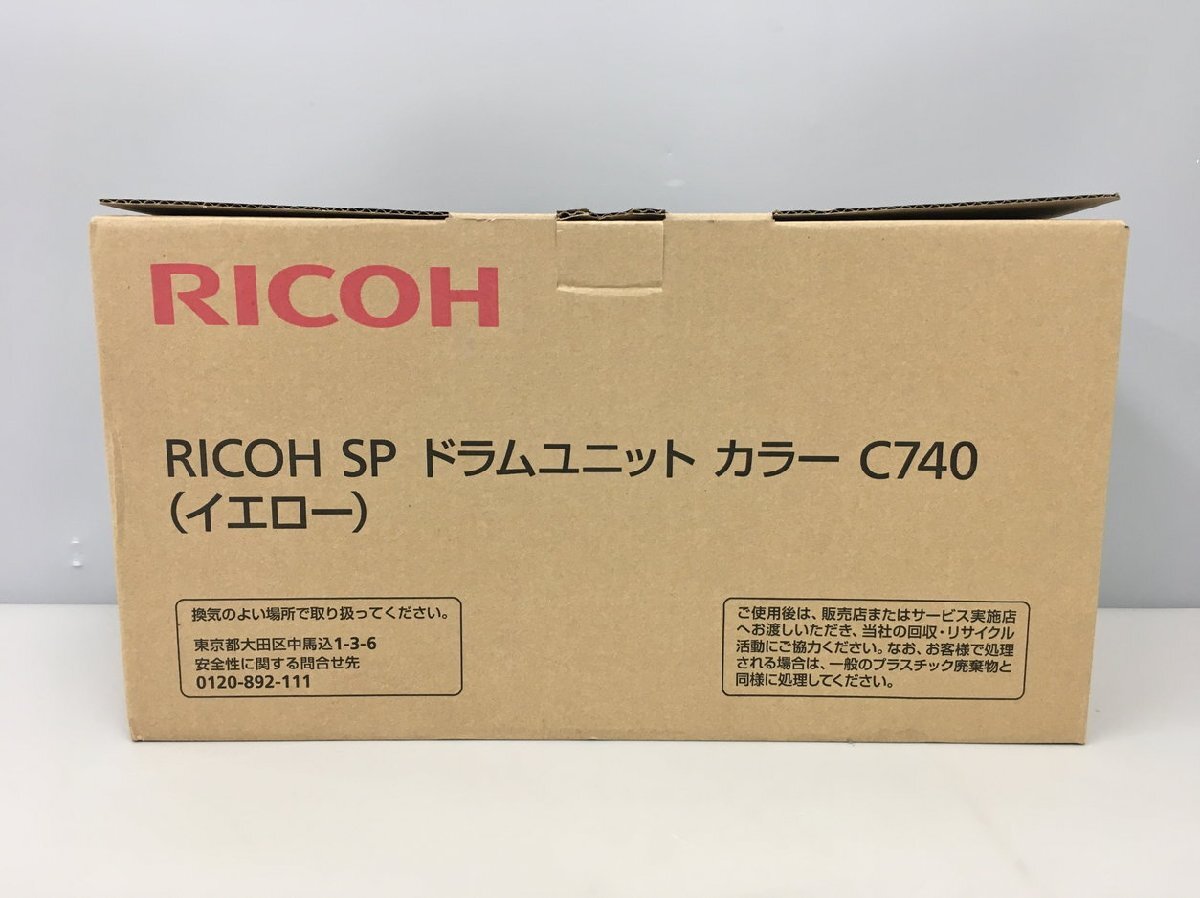 RICOH
RICOH SP ドラムユニット カラー C740
(イエロー)
換気のよい場所で取り扱ってください。
東京都大田区中馬込1-3-6
安全性に関する問合せ先
0120-892-111
ご使用後は、販売店またはサービス実施店
へお渡しいただき、当社の回収・リサイクル
活動にご協力ください。なお、お客様で処理
される場合は、一般のプラスチック廃棄物と
同様に処理してください。